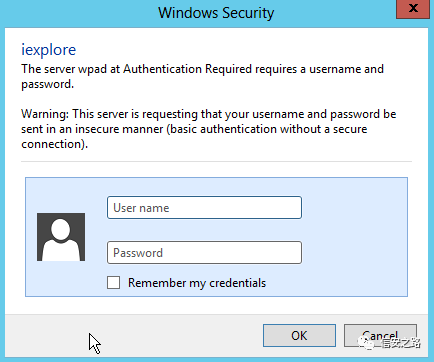 Windows Security
x
iexplore
The server wpad at Authentication Required requires a username and
password.
Warning: This server is requesting that your username and password be
sent in an insecure manner (basic authentication without a secure
connection).
User name
Password
Remember my credentials
OK
Cancel
信安之路